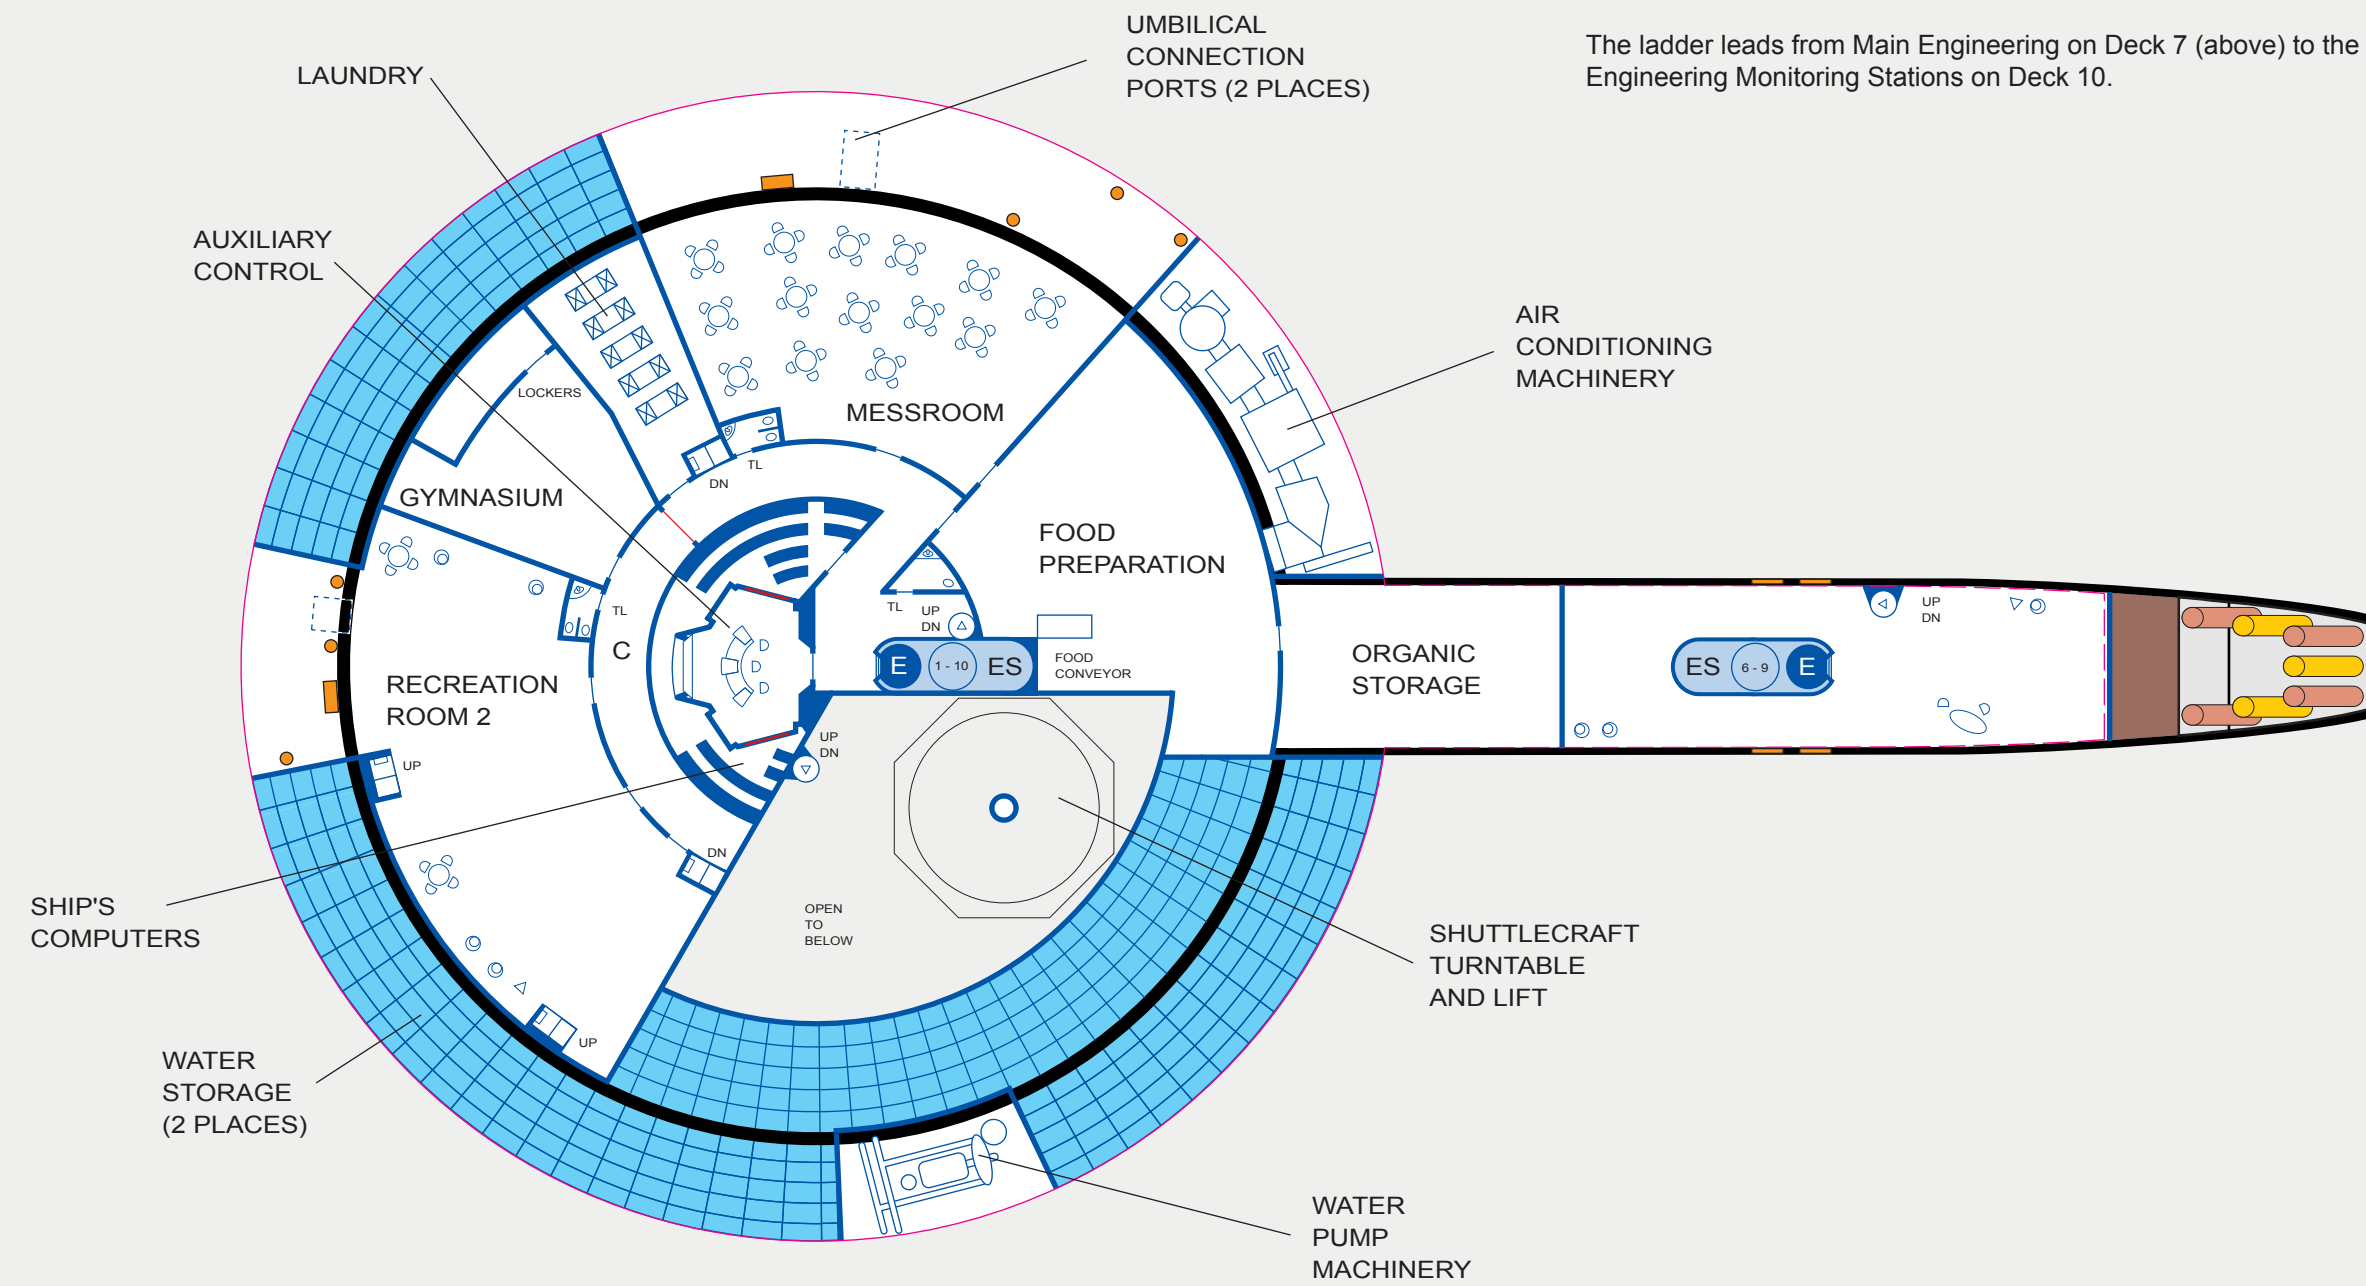 UMBILICAL
CONNECTION
PORTS (2 PLACES)
The ladder leads from Main Engineering on Deck 7 (above) to the
Engineering Monitoring Stations on Deck 10.
LAUNDRY
AUXILIARY
CONTROL
AIR
CONDITIONING
MACHINERY
LOCKERS
MESSROOM
TL
DN
GYMNASIUM
FOOD
PREPARATION
TL
C
TL
UP
DN
E
1 - 10
ES
FOOD
CONVEYOR
ORGANIC
STORAGE
ES
6 - 9
E
UP
DN
RECREATION
ROOM 2
UP
UP
DN
DN
OPEN
TO
BELOW
SHIP'S
COMPUTERS
SHUTTLECRAFT
TURNTABLE
AND LIFT
UP
WATER
STORAGE
(2 PLACES)
WATER
PUMP
MACHINERY